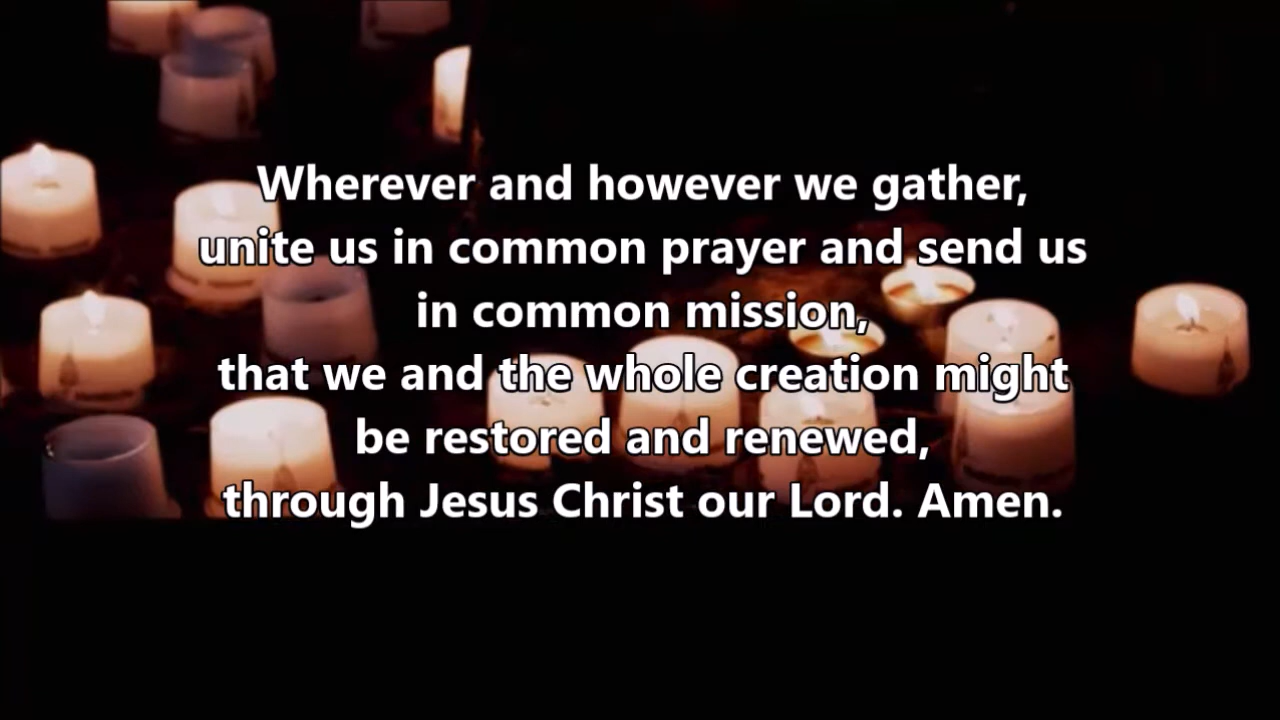 Wherever and however we gather,
unite us in common prayer and send us
in common mission,
that we and the whole creation might
be restored and renewed,
through Jesus Christ our Lord. Amen.